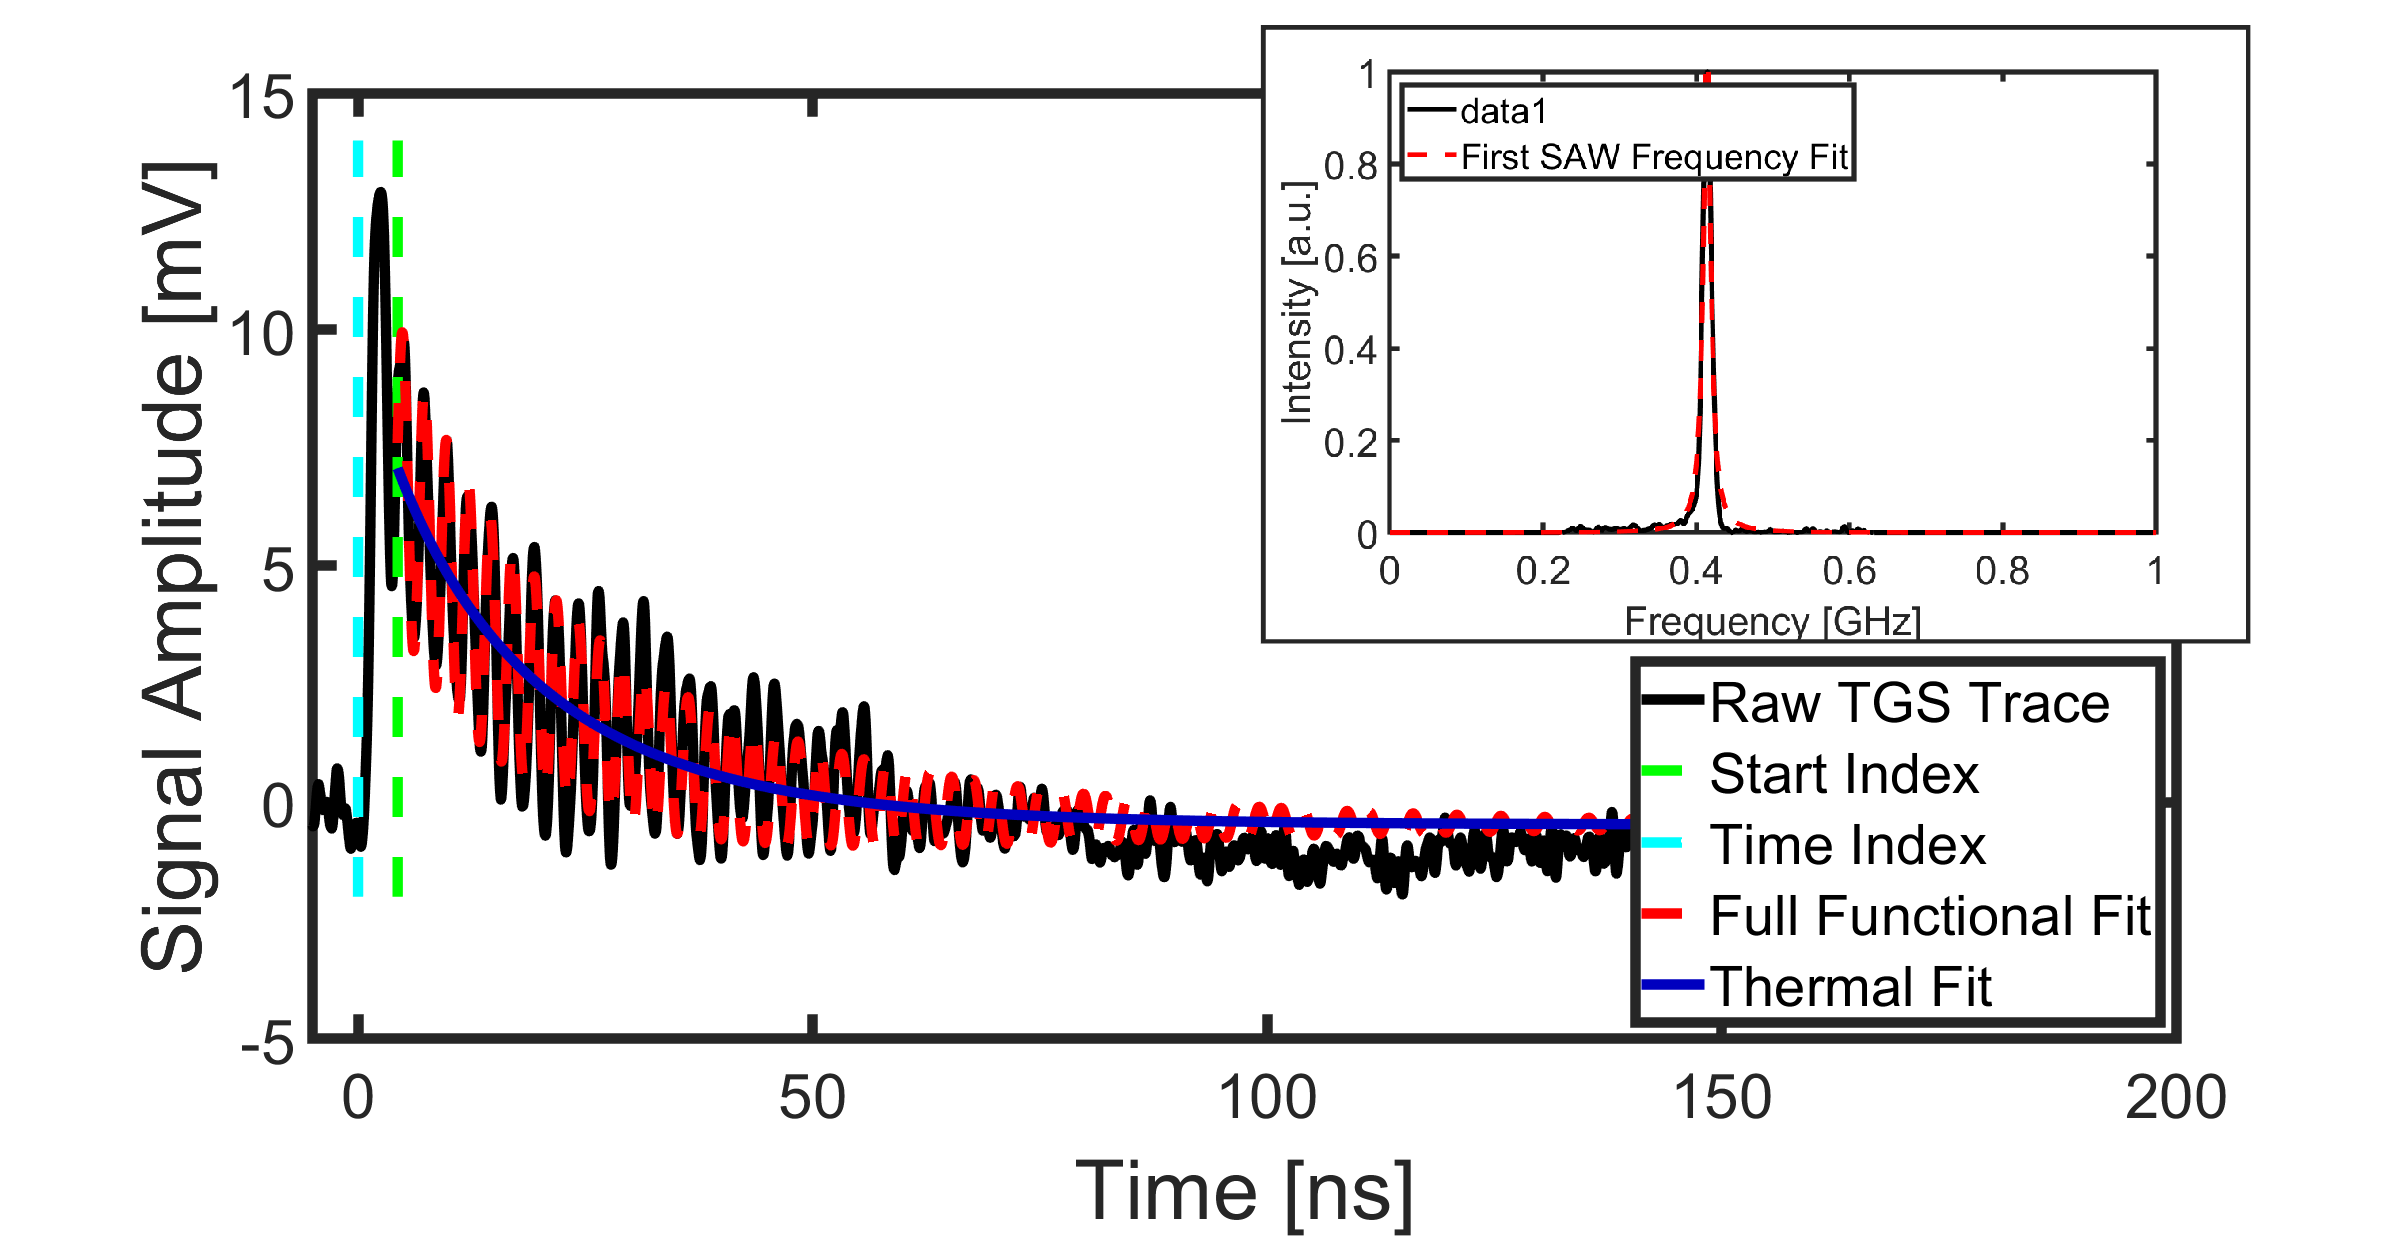 15
10
5
0
-5
Signal Amplitude [mV]
0
50
100
150
200
Time [ns]
1
0.8
0.6
0.4
0.2
0
Intensity [a.u.]
data1
First SAW Frequency Fit
0
0.2
0.4
0.6
0.8
1
Frequency [GHz]
Raw TGS Trace
Start Index
Time Index
Full Functional Fit
Thermal Fit